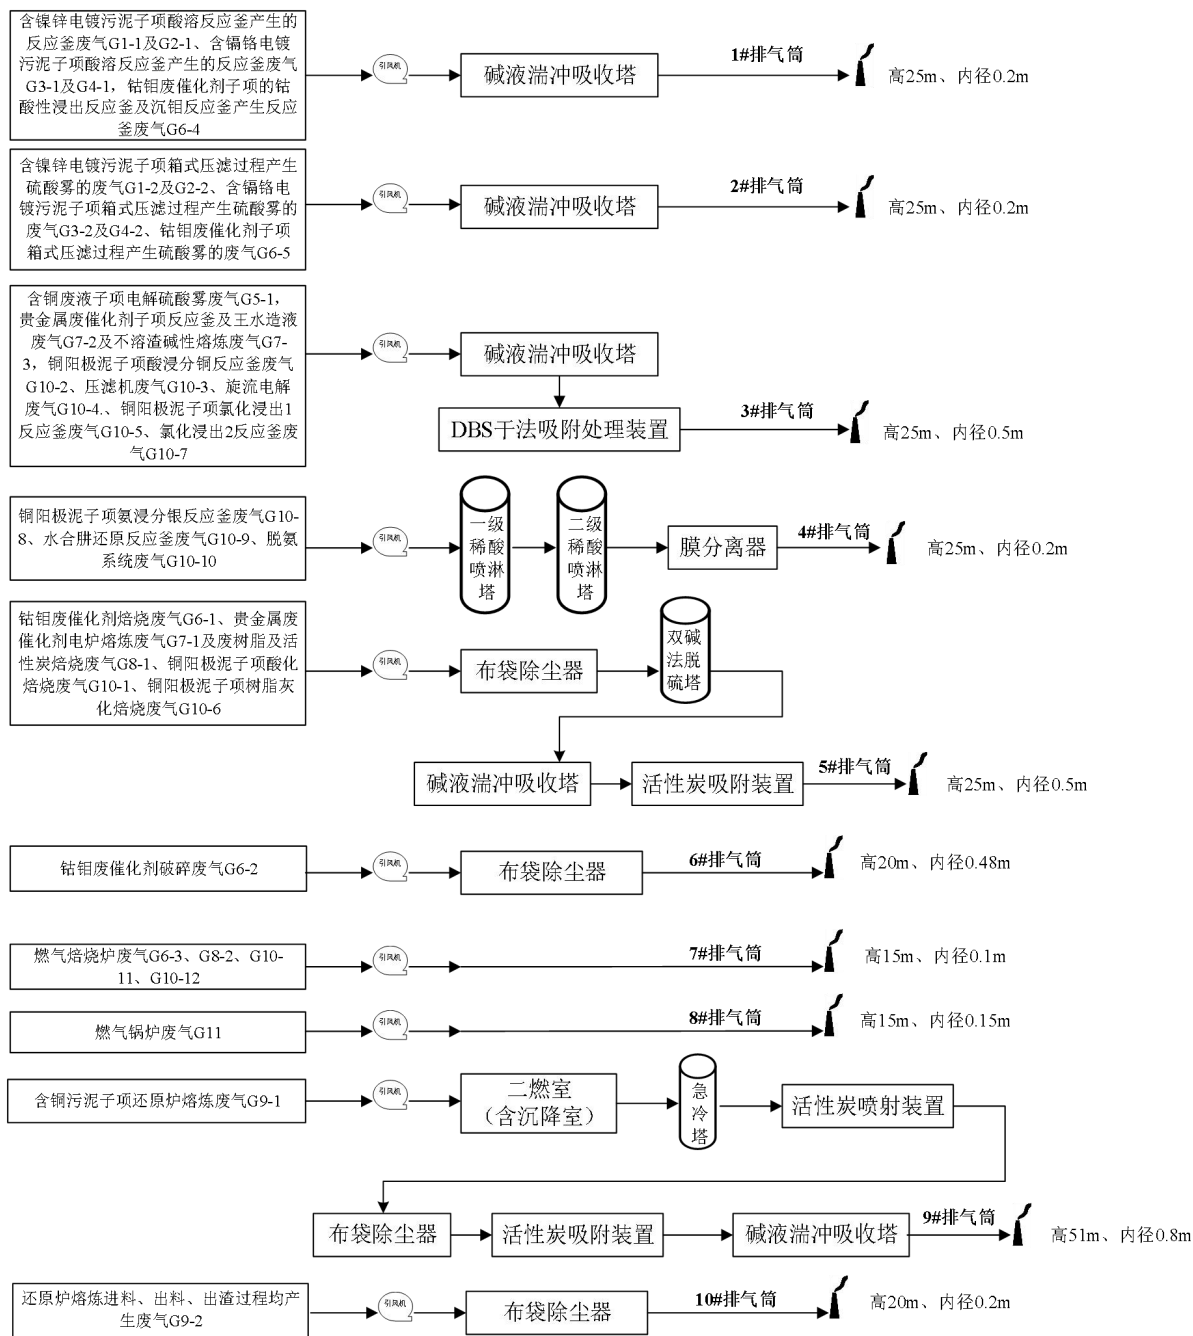 含镍锌电镀污泥子项酸溶反应釜产生的
反应釜废气G1-1及G2-1、含镉铬电镀
污泥子项酸溶反应釜产生的反应釜废气
G3-1及G4-1，钴钼废催化剂子项的钴
酸性浸出反应釜及沉钼反应釜产生反应
釜废气G6-4
引风机
碱液湍冲吸收塔
1#排气筒
高25m、内径0.2m
含镍锌电镀污泥子项箱式压滤过程产生
硫酸雾的废气G1-2及G2-2、含镉铬电
镀污泥子项箱式压滤过程产生硫酸雾的
废气G3-2及G4-2、钴钼废催化剂子项
箱式压滤过程产生硫酸雾的废气G6-5
引风机
碱液湍冲吸收塔
2#排气筒
高25m、内径0.2m
含铜废液子项电解硫酸雾废气G5-1，
贵金属废催化剂子项反应釜及王水造液
废气G7-2及不溶渣碱性熔炼废气G7-
3，铜阳极泥子项酸浸分铜反应釜废气
G10-2、压滤机废气G10-3、旋流电解
废气G10-4.、铜阳极泥子项氯化浸出1
反应釜废气G10-5、氯化浸出2反应釜废
气G10-7
引风机
碱液湍冲吸收塔
DBS干法吸附处理装置
3#排气筒
高25m、内径0.5m
铜阳极泥子项氨浸分银反应釜废气G10-
8、水合肼还原反应釜废气G10-9、脱氨
系统废气G10-10
引风机
一级
稀酸
喷淋
塔
二级
稀酸
喷淋
塔
膜分离器
4#排气筒
高25m、内径0.2m
钴钼废催化剂焙烧废气G6-1、贵金属废
催化剂电炉熔炼废气G7-1及废树脂及活
性炭焙烧废气G8-1、铜阳极泥子项酸化
焙烧废气G10-1、铜阳极泥子项树脂灰
化焙烧废气G10-6
引风机
布袋除尘器
双碱
法脱
硫塔
碱液湍冲吸收塔
活性炭吸附装置
5#排气筒
高25m、内径0.5m
钴钼废催化剂破碎废气G6-2
引风机
布袋除尘器
6#排气筒
高20m、内径0.48m
燃气焙烧炉废气G6-3、G8-2、G10-
11、G10-12
引风机
7#排气筒
高15m、内径0.1m
燃气锅炉废气G11
引风机
8#排气筒
高15m、内径0.15m
含铜污泥子项还原炉熔炼废气G9-1
引风机
二燃室
（含沉降室）
急
冷
塔
活性炭喷射装置
布袋除尘器
活性炭吸附装置
碱液湍冲吸收塔
9#排气筒
高51m、内径0.8m
还原炉熔炼进料、出料、出渣过程均产
生废气G9-2
引风机
布袋除尘器
10#排气筒
高20m、内径0.2m